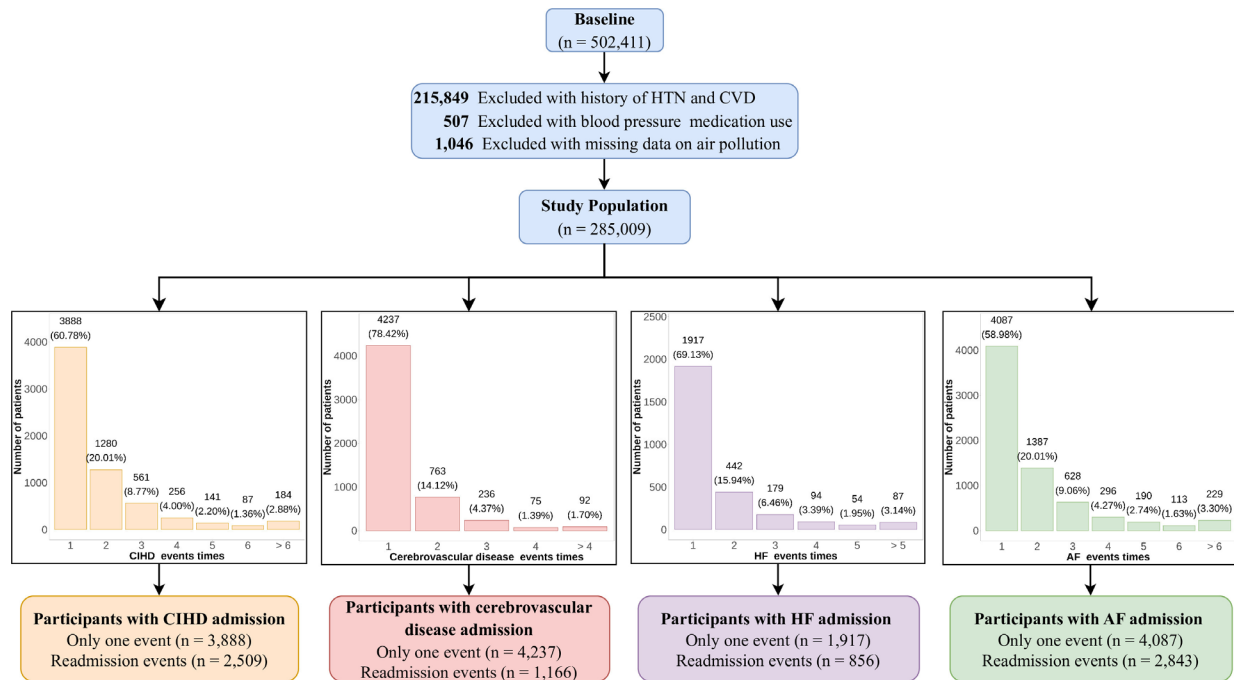 Baseline
(n = 502,411)
215,849 Excluded with history of HTN and CVD
507 Excluded with blood pressure medication use
1,046 Excluded with missing data on air pollution
Study Population
(n = 285,009)
Number of patients
4000
3000
2000
1000
0
3888
(60.78%)
1280
(20.01%)
561
(8.77%)
256
(4.00%)
141
(2.20%)
87
(1.36%)
184
(2.88%)
1 2 3 4 5 6 > 6
CIHD events times
Number of patients
4000
3000
2000
1000
0
4237
(78.42%)
763
(14.12%)
236
(4.37%)
75
(1.39%)
92
(1.70%)
1 2 3 4 > 4
Cerebrovascular disease events times
Number of patients
2500
2000
1500
1000
500
0
1917
(69.13%)
442
(15.94%)
179
(6.46%)
94
(3.39%)
54
(1.95%)
87
(3.14%)
1 2 3 4 5 > 5
HF events times
Number of patients
4000
3000
2000
1000
0
4087
(58.98%)
1387
(20.01%)
628
(9.06%)
296
(4.27%)
190
(2.74%)
113
(1.63%)
229
(3.30%)
1 2 3 4 5 6 > 6
AF events times
Participants with CIHD admission
Only one event (n = 3,888)
Readmission events (n = 2,509)
Participants with cerebrovascular
disease admission
Only one event (n = 4,237)
Readmission events (n = 1,166)
Participants with HF admission
Only one event (n = 1,917)
Readmission events (n = 856)
Participants with AF admission
Only one event (n = 4,087)
Readmission events (n = 2,843)